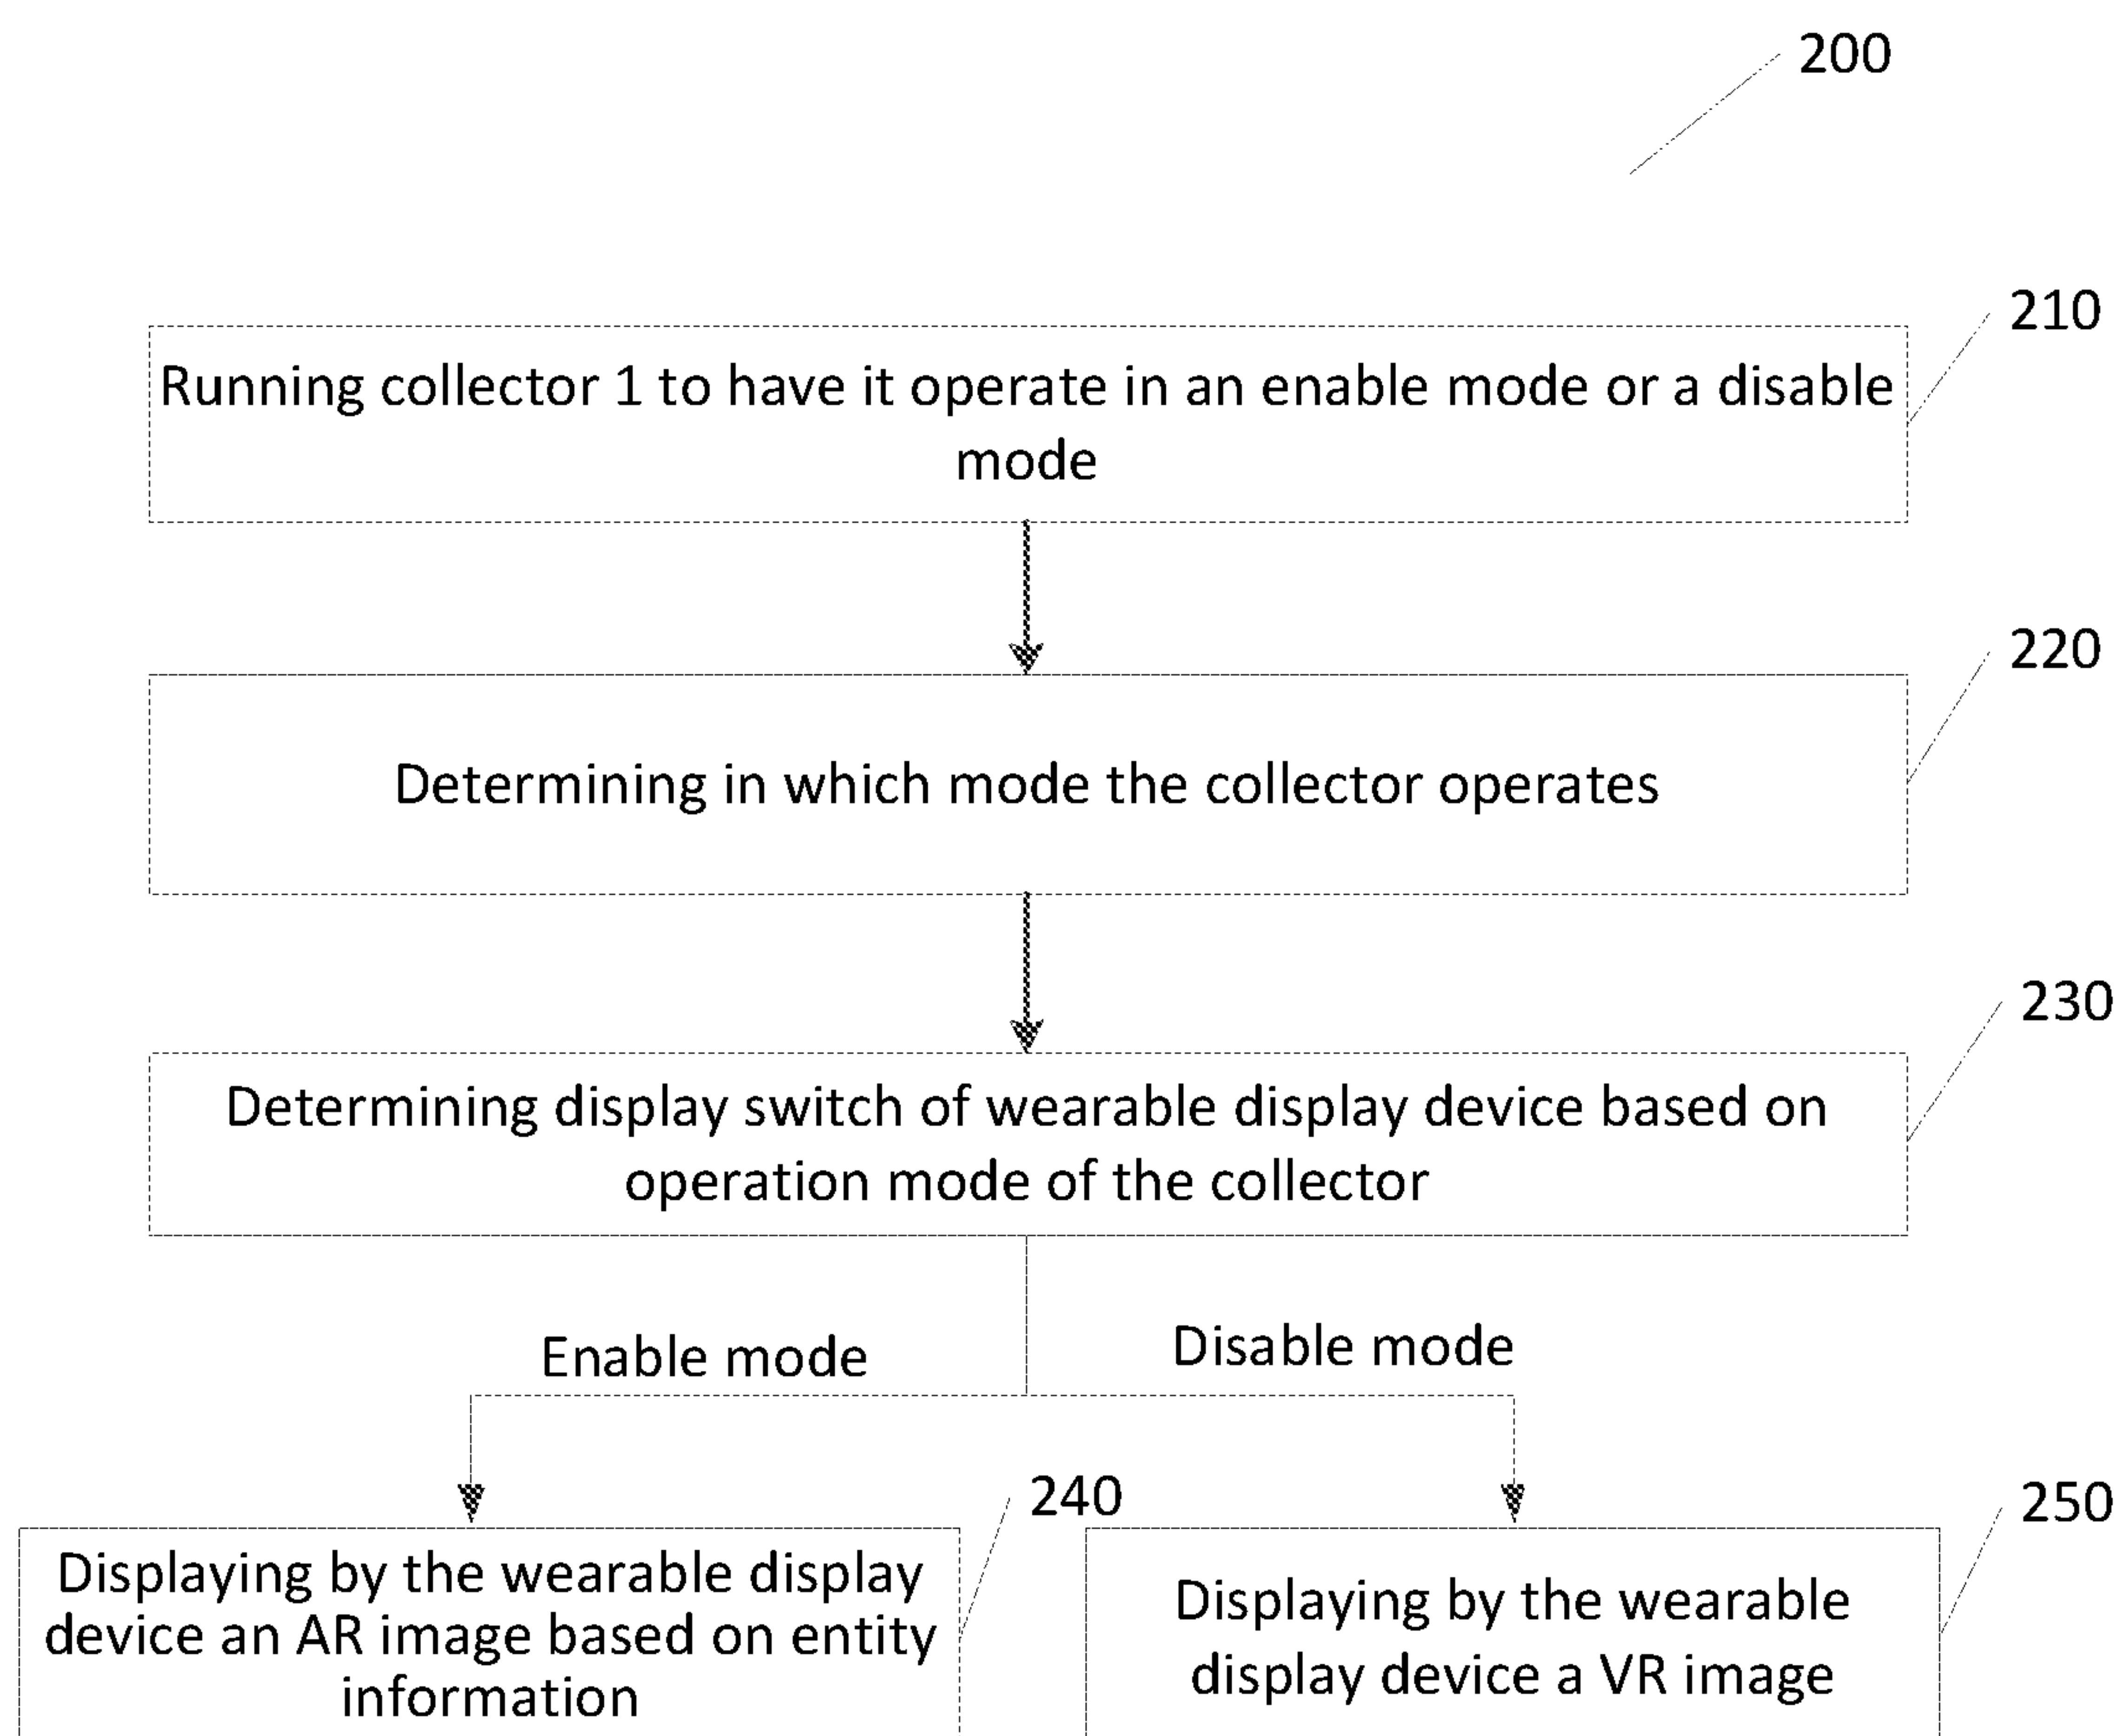 200
210
Running collector 1 to have it operate in an enable mode or a disable
mode
220
Determining in which mode the collector operates
230
Determining display switch of wearable display device based on
operation mode of the collector
Enable mode
Disable mode
240
Displaying by the wearable display
device an AR image based on entity
information
250
Displaying by the wearable
display device a VR image